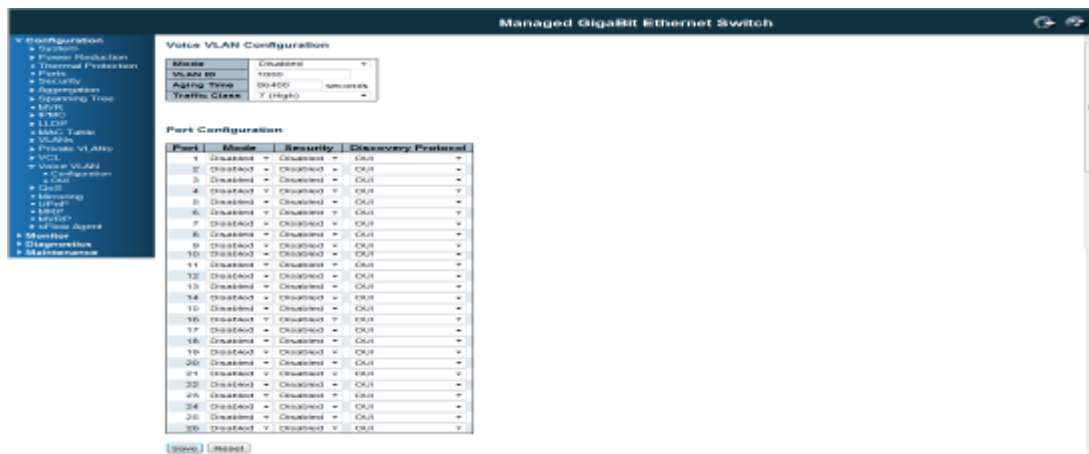 Managed GigaBit Ethernet Switch
Configuration
System
Power Reduction
Thermal Protection
Ports
Security
Aggregation
Spanning Tree
MVR
IPMC
LLDP
MAC Table
VLANs
Private VLANs
VCL
Voice VLAN
Configuration
OUI
QoS
Mirroring
UPnP
MRP
MVRP
sFlow Agent
Monitor
Diagnostics
Maintenance
Voice VLAN Configuration
Mode Disabled
VLAN ID 1000
Aging Time 86400 seconds
Traffic Class 7 (High)
Port Configuration
Port Mode Security Discovery Protocol
1 Disabled Disabled OUI
2 Disabled Disabled OUI
3 Disabled Disabled OUI
4 Disabled Disabled OUI
5 Disabled Disabled OUI
6 Disabled Disabled OUI
7 Disabled Disabled OUI
8 Disabled Disabled OUI
9 Disabled Disabled OUI
10 Disabled Disabled OUI
11 Disabled Disabled OUI
12 Disabled Disabled OUI
13 Disabled Disabled OUI
14 Disabled Disabled OUI
15 Disabled Disabled OUI
16 Disabled Disabled OUI
17 Disabled Disabled OUI
18 Disabled Disabled OUI
19 Disabled Disabled OUI
20 Disabled Disabled OUI
21 Disabled Disabled OUI
22 Disabled Disabled OUI
23 Disabled Disabled OUI
24 Disabled Disabled OUI
25 Disabled Disabled OUI
26 Disabled Disabled OUI
Save Reset